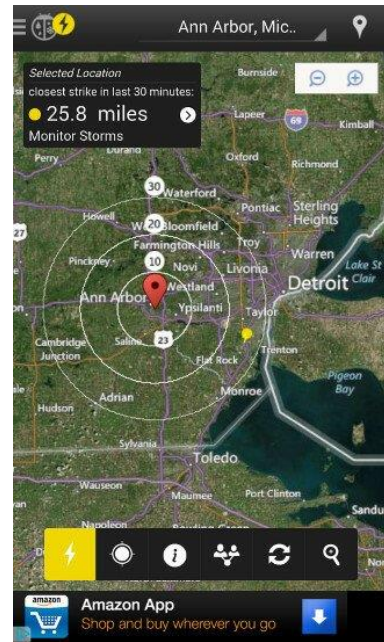 Ann Arbor, Mic..
Selected Location
closest strike in last 30 minutes:
25.8 miles
Monitor Storms
Burnside
Lapeer
69
Kimball
Perry
Durand
Oxford
Richmond
30
Waterford
Pontiac
Sterling
Heights
Howell
20
Bloomfield
27
Farmington Hills
Troy
Warren
Pinckney
10
Novi
Livonia
Lake St
Clair
Detroit
Westland
Ann Arbor
Ypsilanti
Taylor
Cambridge
Junction
Saline
23
Flat Rock
Trenton
Pigeon
Bay
Monroe
Adrian
Hudson
Sylvania
Toledo
Wauseon
Maumee
Port Clinton
Sandu
Napoleon
Bowling Green
amazon
Amazon App
Shop and buy wherever you go